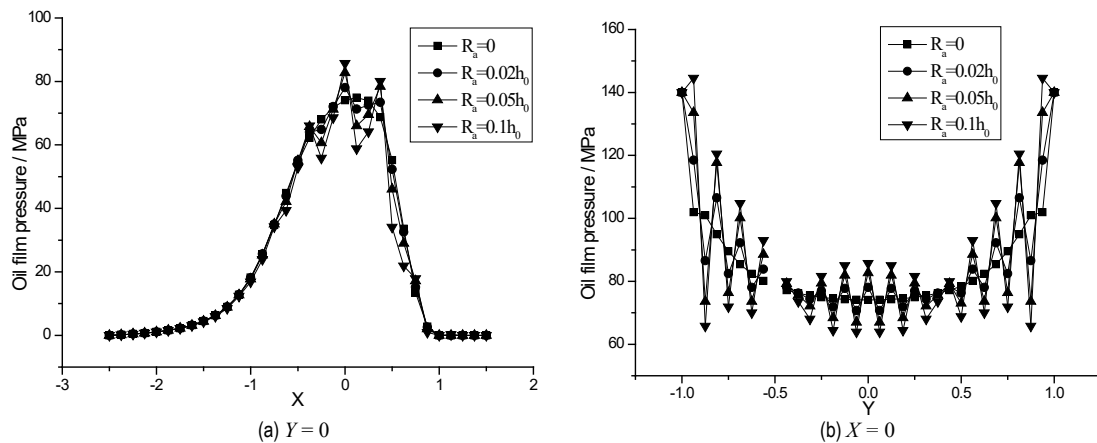 100
80
60
40
20
0
Oil film pressure / MPa
-3
-2
-1
0
1
2
X
Rₐ=0
Rₐ=0.02h₀
Rₐ=0.05h₀
Rₐ=0.1h₀
(a) Y = 0
160
140
120
100
80
60
Oil film pressure / MPa
-1.0
-0.5
0.0
0.5
1.0
Y
Rₐ=0
Rₐ=0.02h₀
Rₐ=0.05h₀
Rₐ=0.1h₀
(b) X = 0